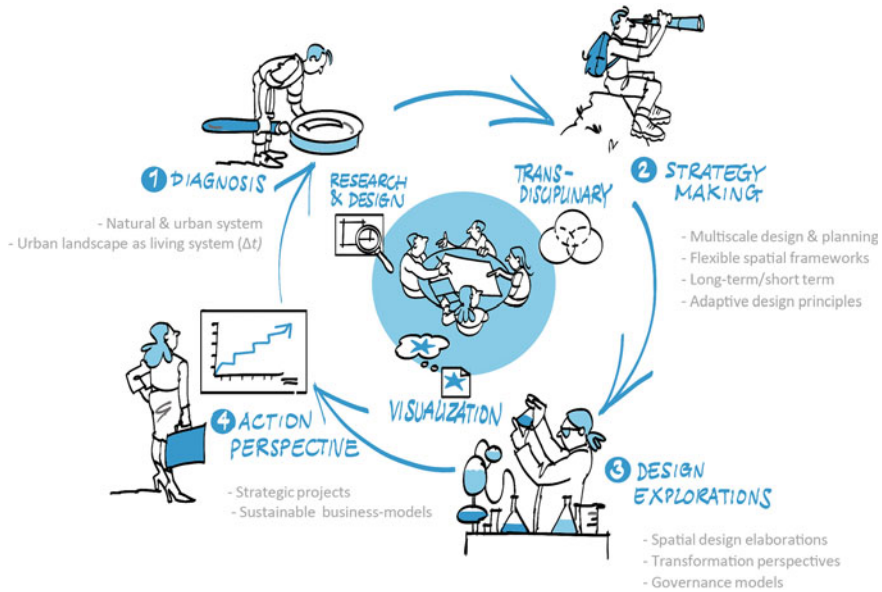 1 DIAGNOSIS
- Natural & urban system
- Urban landscape as living system (Δt)
RESEARCH
& DESIGN
TRANS-
DISCIPLINARY
2 STRATEGY
MAKING
- Multiscale design & planning
- Flexible spatial frameworks
- Long-term/short term
- Adaptive design principles
VISUALIZATION
4 ACTION
PERSPECTIVE
- Strategic projects
- Sustainable business-models
3 DESIGN
EXPLORATIONS
- Spatial design elaborations
- Transformation perspectives
- Governance models